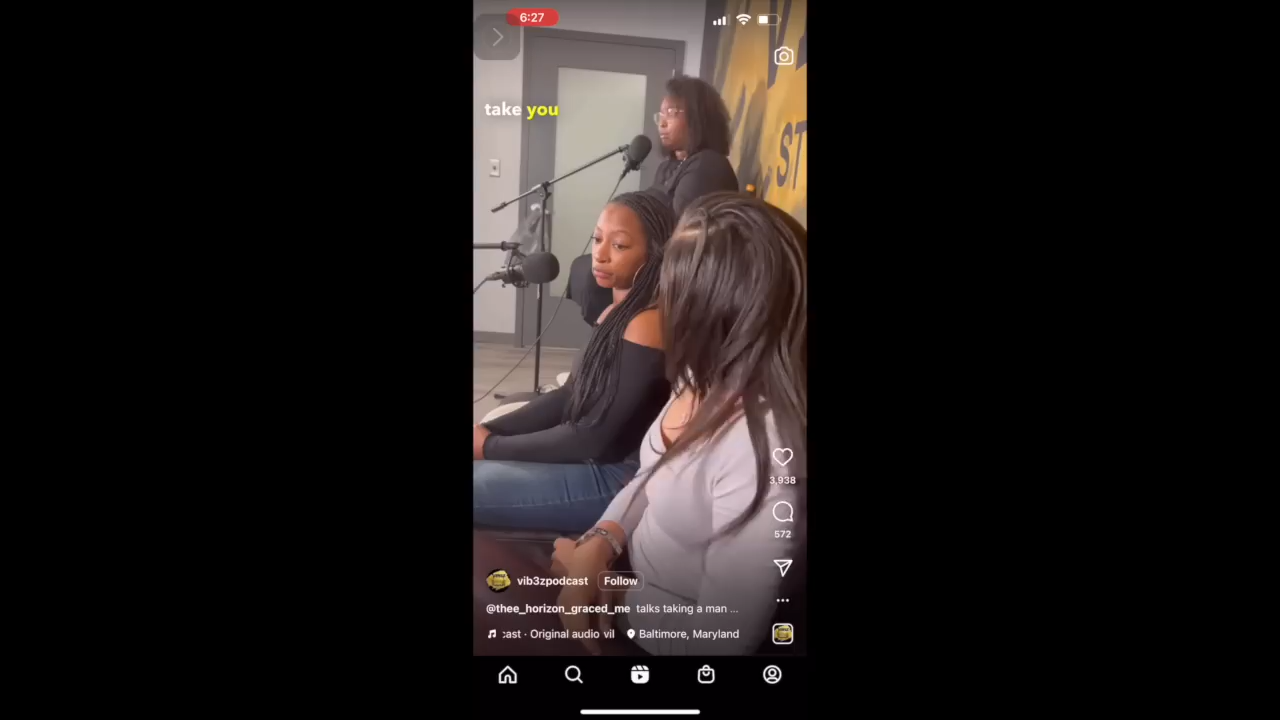 6:27
take you
ST
3,938
572
vib3zpodcast
Follow
@thee_horizon_graced_me talks taking a man ...
:ast · Original audio vil
Baltimore, Maryland